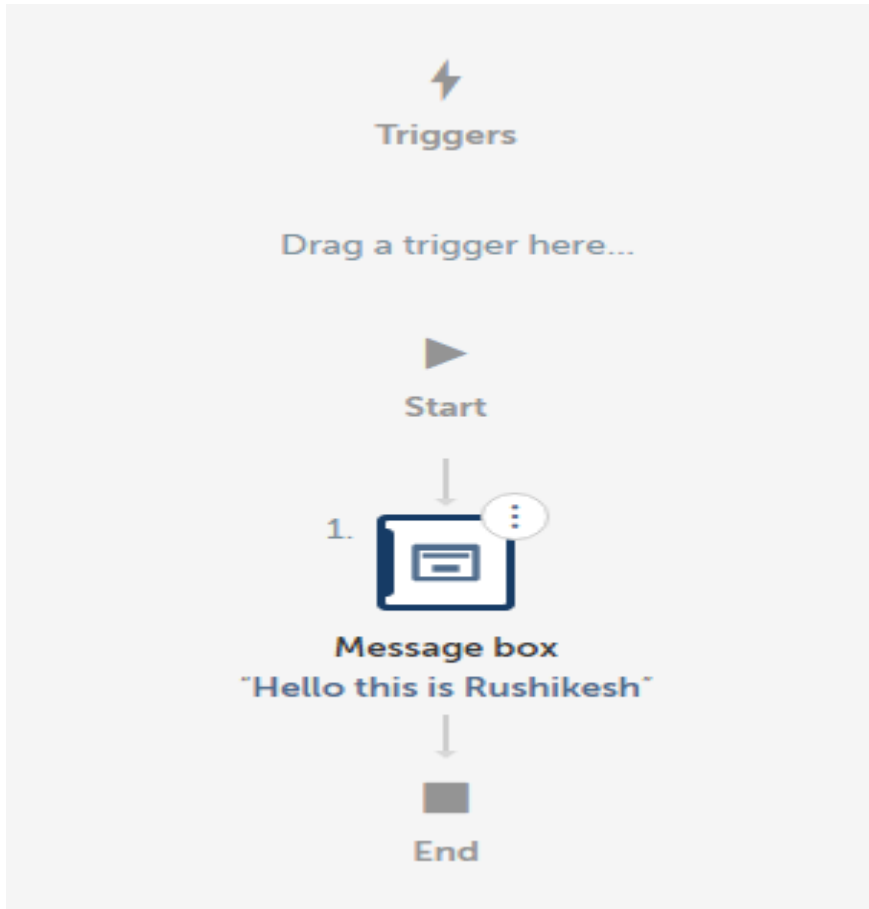 Triggers
Drag a trigger here...
Start
1.
Message box
"Hello this is Rushikesh"
End